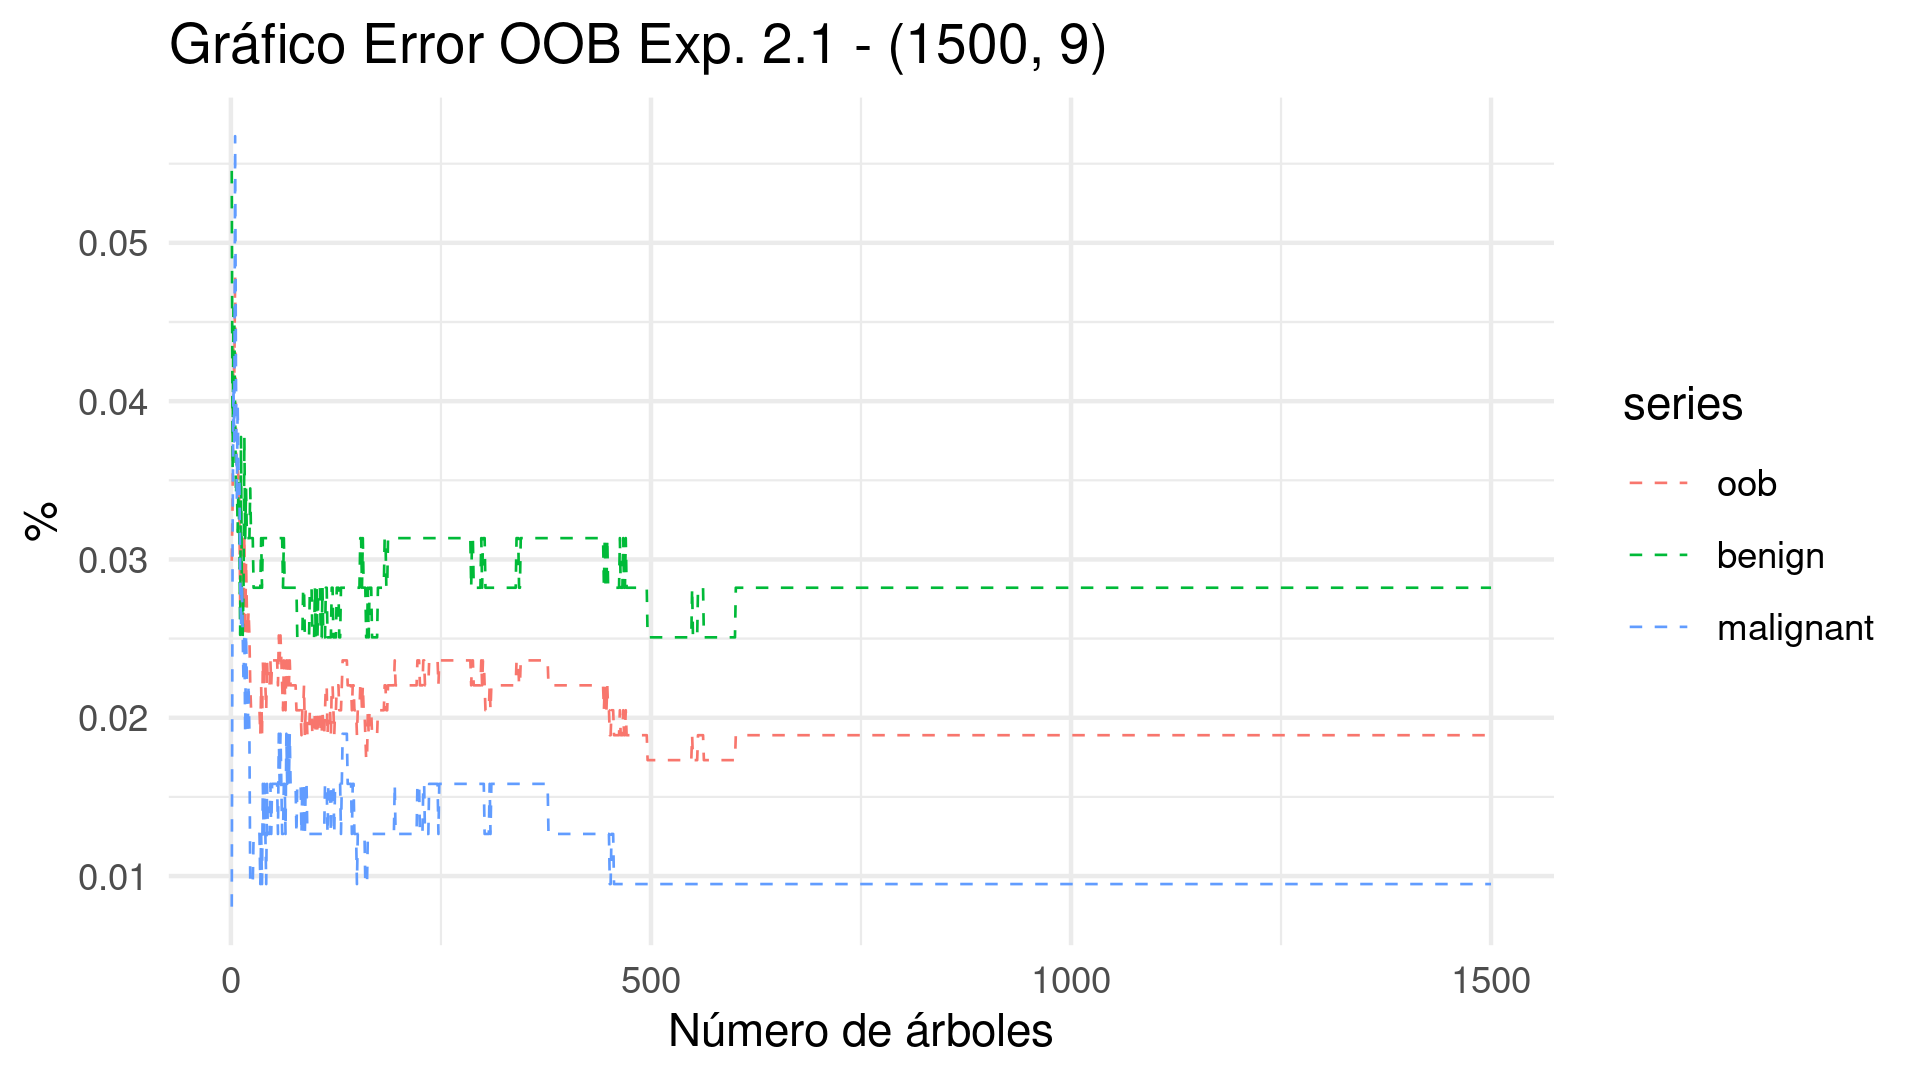 Gráfico Error OOB Exp. 2.1 - (1500, 9)
%
0.05
0.04
0.03
0.02
0.01
0
500
1000
1500
Número de árboles
series
oob
benign
malignant